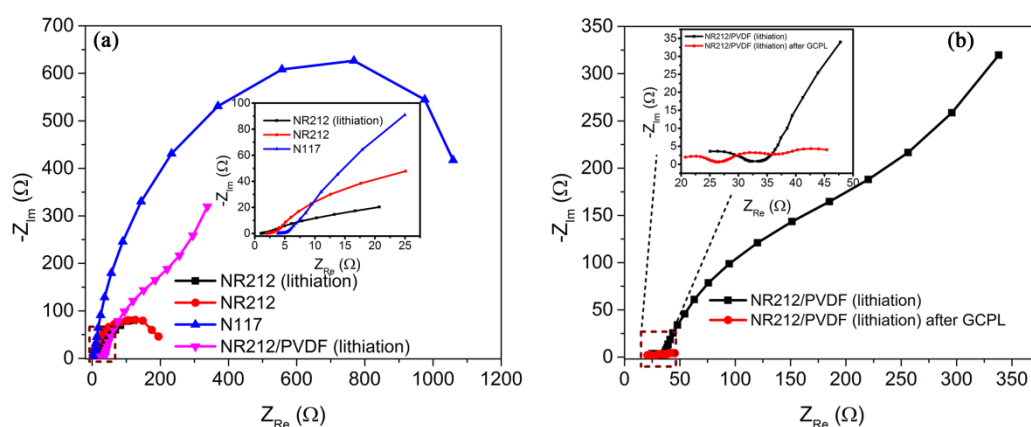 (a)
-Z_Im (Ω)
700
600
500
400
300
200
100
0
0 200 400 600 800 1000 1200
Z_Re (Ω)
NR212 (lithiation)
NR212
N117
NR212/PVDF (lithiation)
-Z_Im (Ω)
100
80
60
40
20
0
0 5 10 15 20 25
Z_Re (Ω)
NR212 (lithiation)
NR212
N117
(b)
-Z_Im (Ω)
350
300
250
200
150
100
50
0
0 50 100 150 200 250 300 350
Z_Re (Ω)
NR212/PVDF (lithiation)
NR212/PVDF (lithiation) after GCPL
-Z_Im (Ω)
35
30
25
20
15
10
5
0
20 25 30 35 40 45 50
Z_Re (Ω)
NR212/PVDF (lithiation)
NR212/PVDF (lithiation) after GCPL